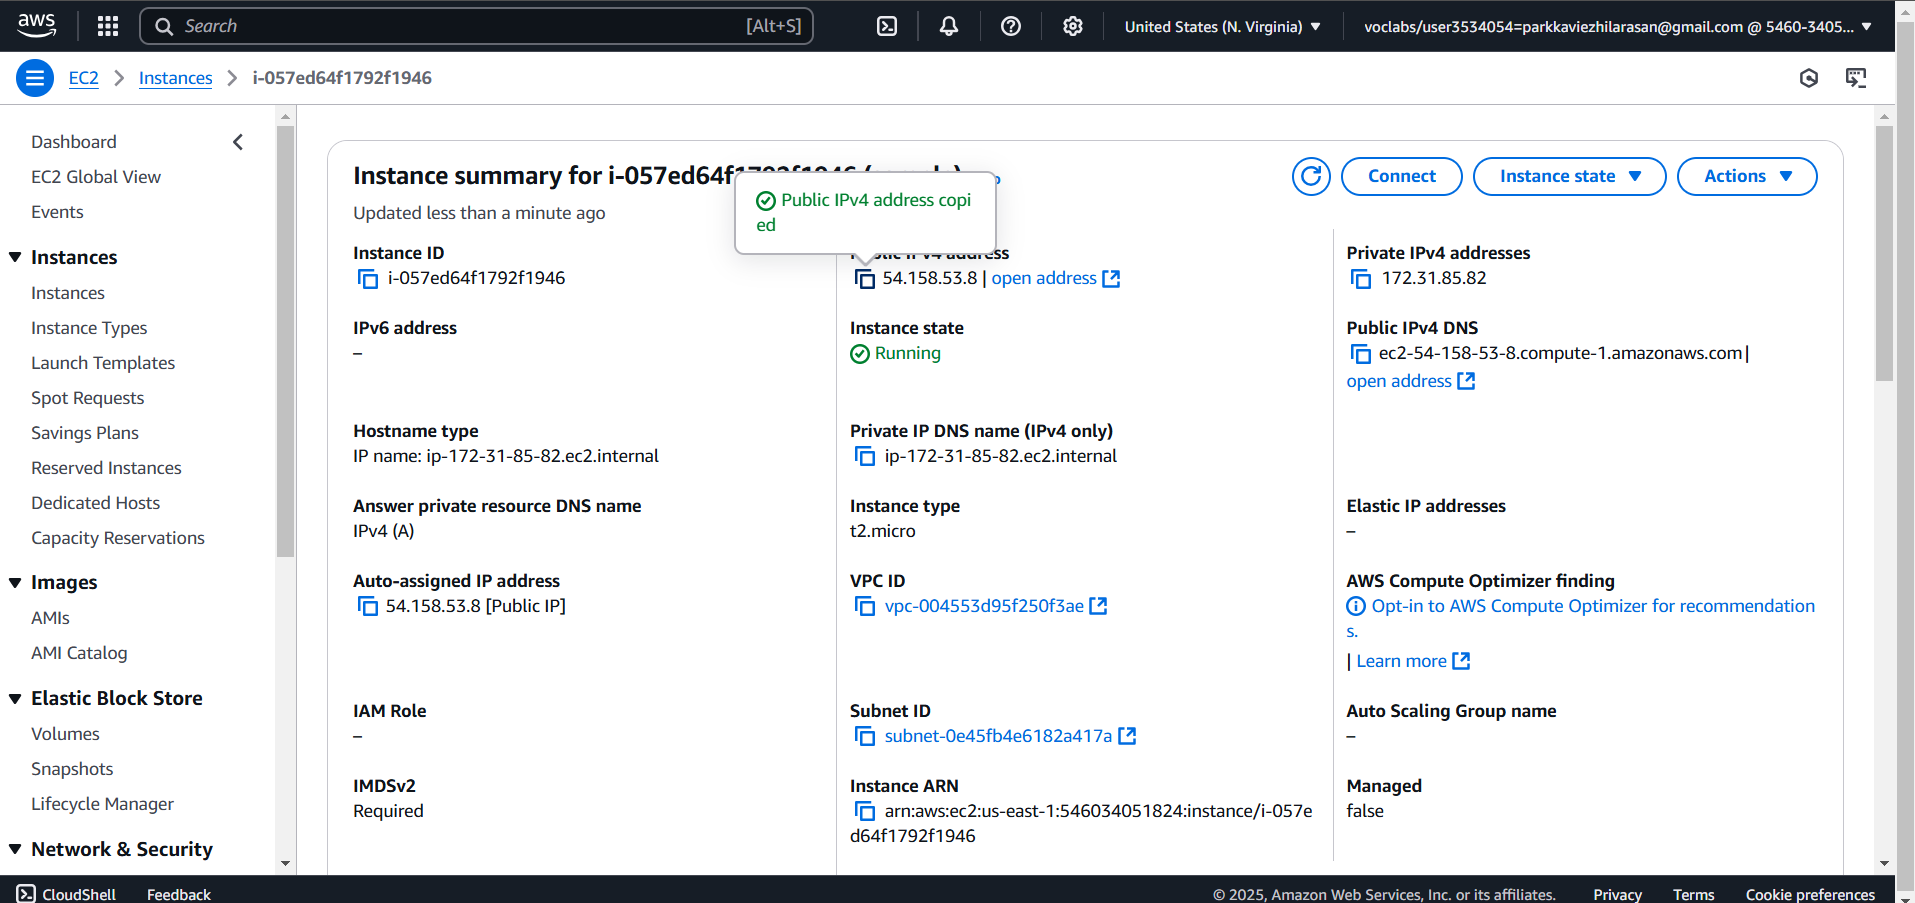 aws
Search [Alt+S]
United States (N. Virginia)
voclabs/user3534054=parkkaviezhilarasan@gmail.com @ 5460-3405...
EC2 > Instances > i-057ed64f1792f1946
Dashboard
EC2 Global View
Events
Instances
Instances
Instance Types
Launch Templates
Spot Requests
Savings Plans
Reserved Instances
Dedicated Hosts
Capacity Reservations
Images
AMIs
AMI Catalog
Elastic Block Store
Volumes
Snapshots
Lifecycle Manager
Network & Security
Instance summary for i-057ed64f1792f1946
Updated less than a minute ago
Connect
Instance state
Actions
Public IPv4 address copi
ed
Instance ID
i-057ed64f1792f1946
Public IPv4 address
54.158.53.8 | open address
Private IPv4 addresses
172.31.85.82
IPv6 address
–
Instance state
Running
Public IPv4 DNS
ec2-54-158-53-8.compute-1.amazonaws.com |
open address
Hostname type
IP name: ip-172-31-85-82.ec2.internal
Private IP DNS name (IPv4 only)
ip-172-31-85-82.ec2.internal
Answer private resource DNS name
IPv4 (A)
Instance type
t2.micro
Elastic IP addresses
–
Auto-assigned IP address
54.158.53.8 [Public IP]
VPC ID
vpc-004553d95f250f3ae
AWS Compute Optimizer finding
Opt-in to AWS Compute Optimizer for recommendation
s.
| Learn more
IAM Role
–
Subnet ID
subnet-0e45fb4e6182a417a
Auto Scaling Group name
–
IMDSv2
Required
Instance ARN
arn:aws:ec2:us-east-1:546034051824:instance/i-057e
d64f1792f1946
Managed
false
CloudShell
Feedback
© 2025, Amazon Web Services, Inc. or its affiliates.
Privacy
Terms
Cookie preferences